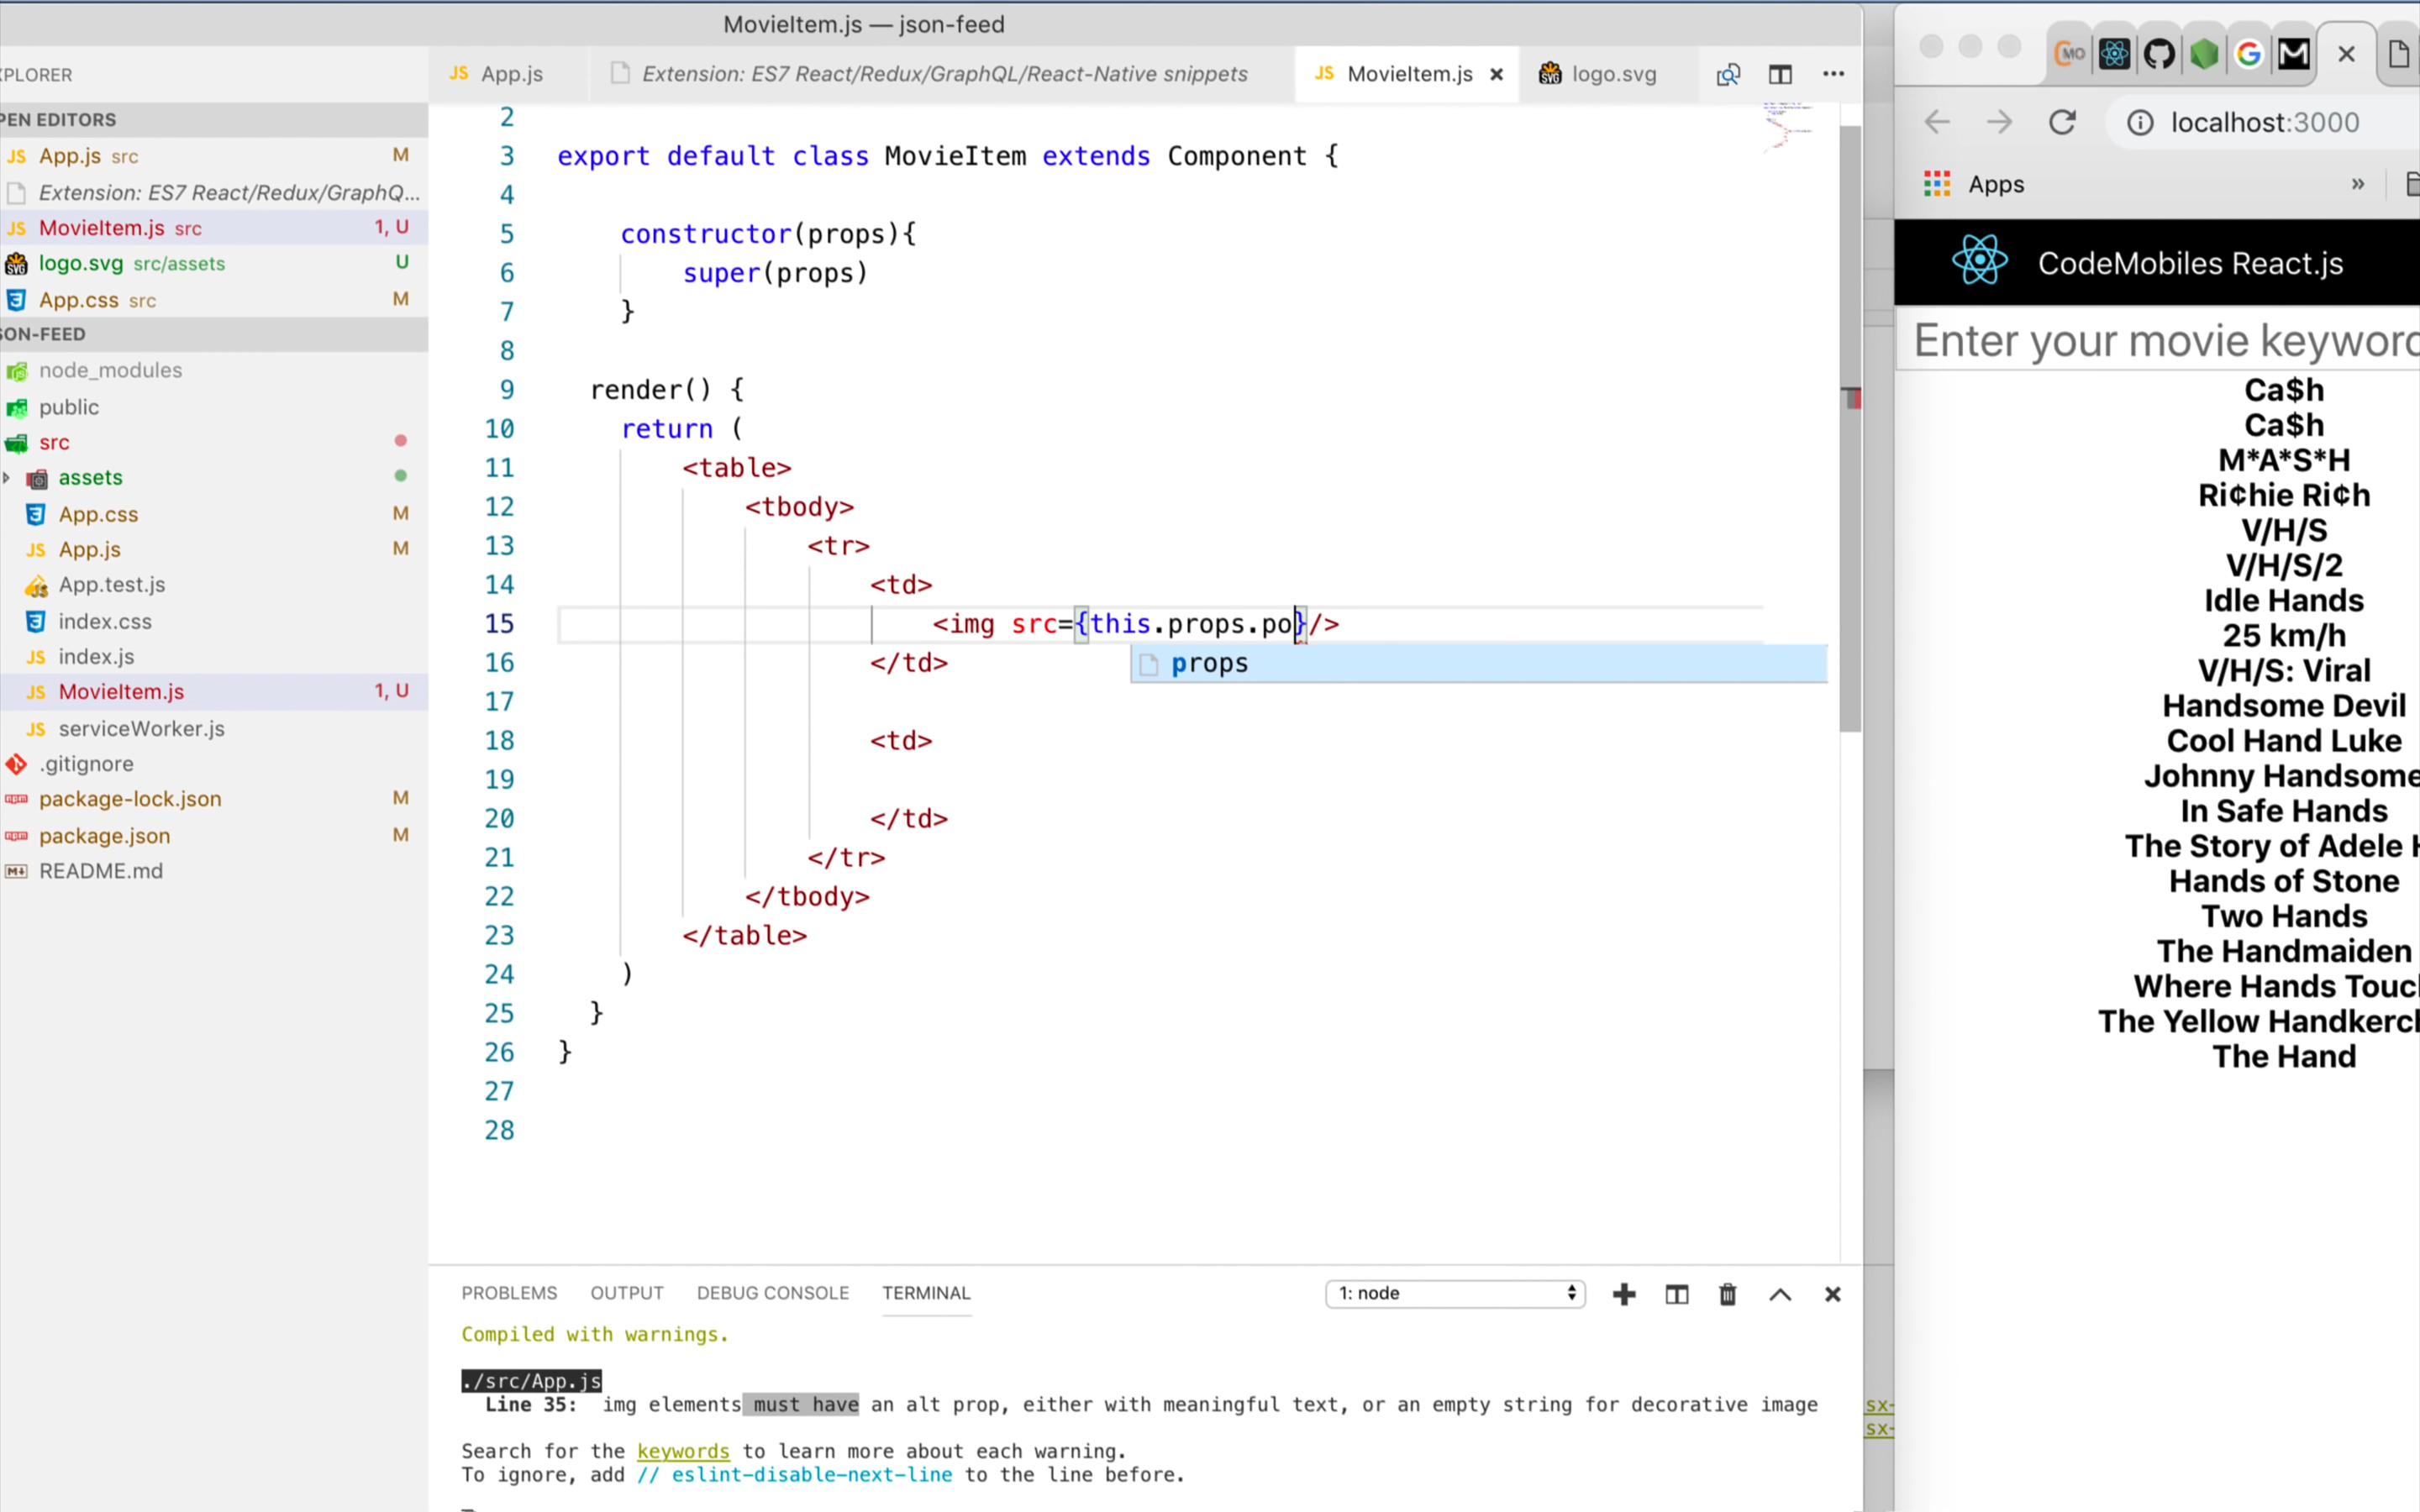 MovieItem.js — json-feed
XPLORER
PEN EDITORS
JS App.js src M
Extension: ES7 React/Redux/GraphQ...
JS MovieItem.js src 1, U
SVG logo.svg src/assets U
App.css src M
SON-FEED
node_modules
public
src
assets
App.css M
JS App.js M
App.test.js
index.css
JS index.js
JS MovieItem.js 1, U
JS serviceWorker.js
.gitignore
package-lock.json M
package.json M
README.md
JS App.js
Extension: ES7 React/Redux/GraphQL/React-Native snippets
JS MovieItem.js
SVG logo.svg
2
3 export default class MovieItem extends Component {
4
5 constructor(props){
6 super(props)
7 }
8
9 render() {
10 return (
11 <table>
12 <tbody>
13 <tr>
14 <td>
15 <img src={this.props.po}/>
props
16 </td>
17
18 <td>
19
20 </td>
21 </tr>
22 </tbody>
23 </table>
24 )
25 }
26 }
27
28
PROBLEMS OUTPUT DEBUG CONSOLE TERMINAL 1: node
Compiled with warnings.
./src/App.js
Line 35: img elements must have an alt prop, either with meaningful text, or an empty string for decorative image
Search for the keywords to learn more about each warning.
To ignore, add // eslint-disable-next-line to the line before.
sx-
sx-
localhost:3000
Apps
CodeMobiles React.js
Enter your movie keyword
Ca$h
Ca$h
M*A*S*H
Ri¢hie Ri¢h
V/H/S
V/H/S/2
Idle Hands
25 km/h
V/H/S: Viral
Handsome Devil
Cool Hand Luke
Johnny Handsome
In Safe Hands
The Story of Adele H
Hands of Stone
Two Hands
The Handmaiden
Where Hands Touch
The Yellow Handkerch
The Hand